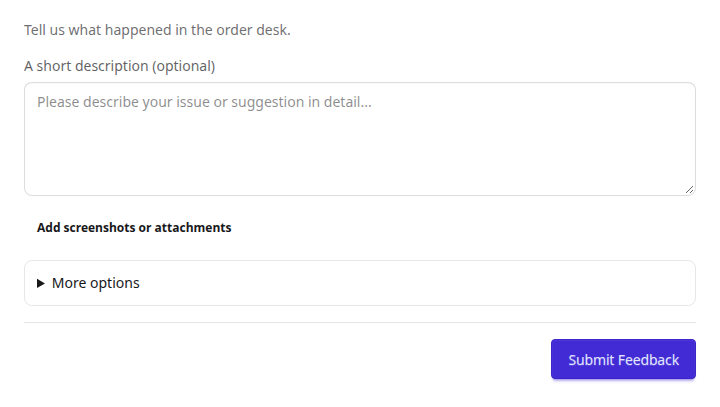 Tell us what happened in the order desk.
A short description (optional)
Please describe your issue or suggestion in detail...
Add screenshots or attachments
More options
Submit Feedback